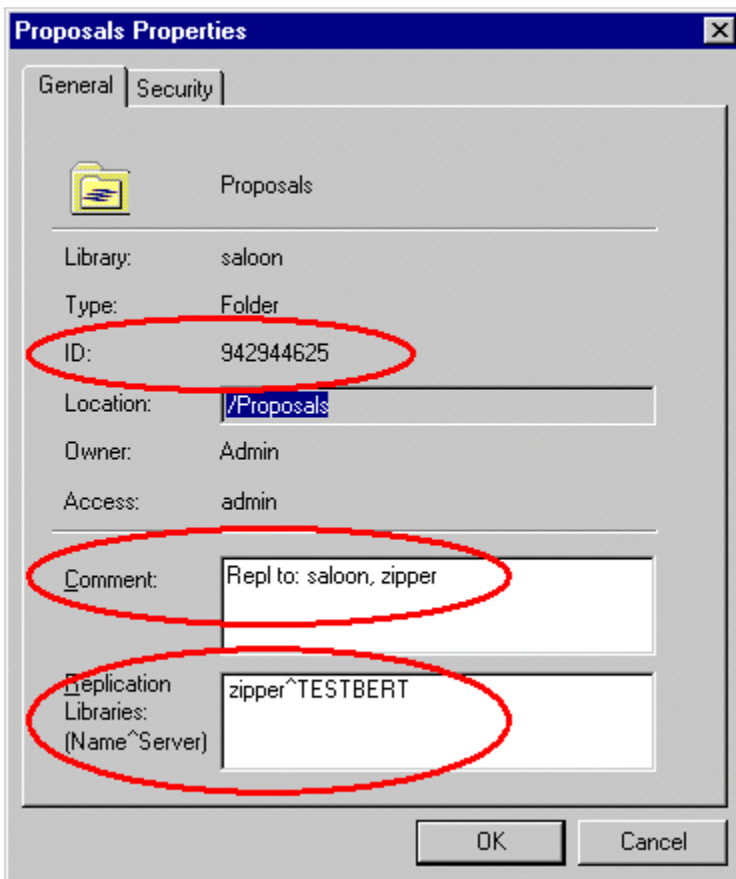 Proposals Properties
General Security
Proposals
Library: saloon
Type: Folder
ID: 942944625
Location: /Proposals
Owner: Admin
Access: admin
Comment: Repl to: saloon, zipper
Replication zipper^TESTBERT
Libraries:
(Name^Server)
OK Cancel